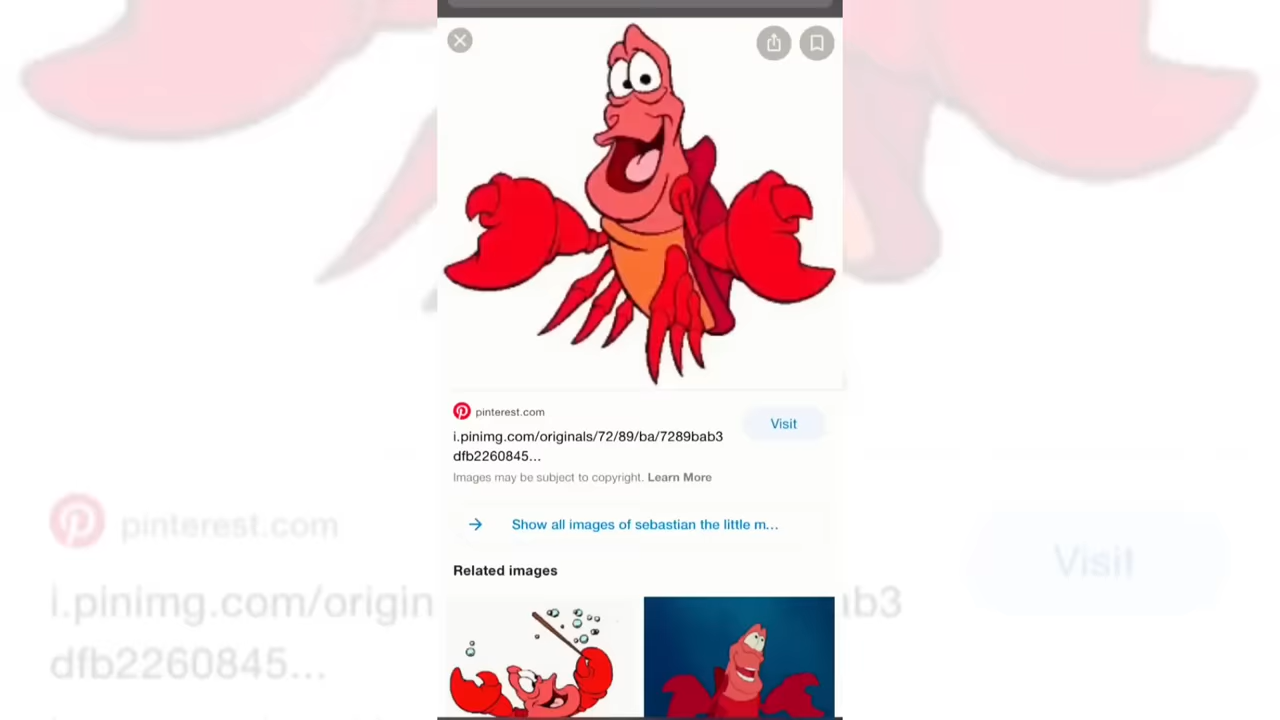 pinterest.com
Visit
i.pinimg.com/originals/72/89/ba/7289bab3
dfb2260845...
Images may be subject to copyright. Learn More
Show all images of sebastian the little m...
Related images
pinterest.com
Visit
i.pinimg.com/origin
ab3
dfb2260845...